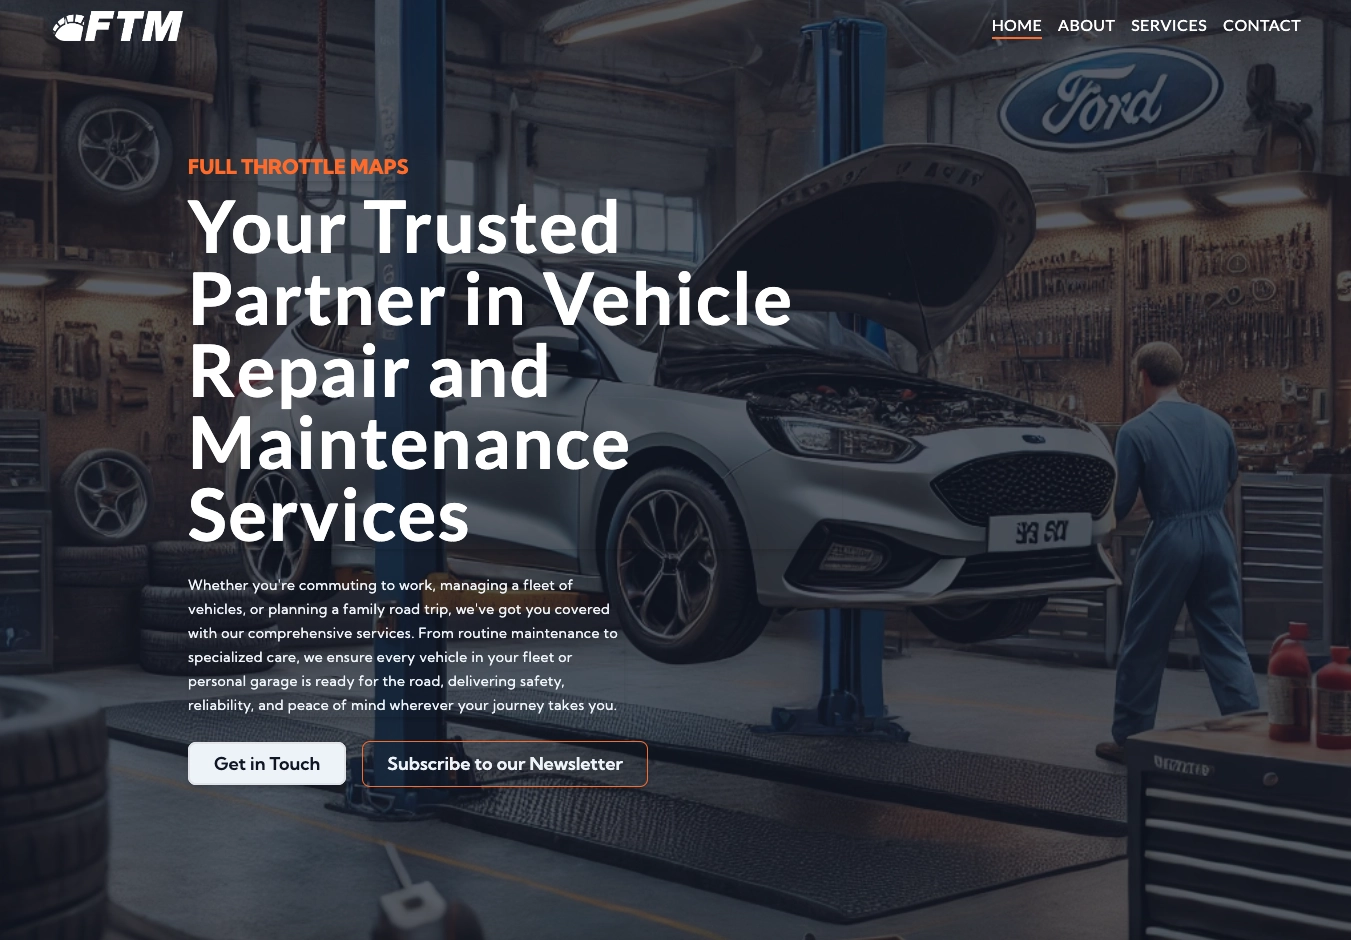 FTM
HOME ABOUT SERVICES CONTACT
Ford
FULL THROTTLE MAPS
Your Trusted
Partner in Vehicle
Repair and
Maintenance
Services
Whether you're commuting to work, managing a fleet of
vehicles, or planning a family road trip, we've got you covered
with our comprehensive services. From routine maintenance to
specialized care, we ensure every vehicle in your fleet or
personal garage is ready for the road, delivering safety,
reliability, and peace of mind wherever your journey takes you.
Get in Touch
Subscribe to our Newsletter